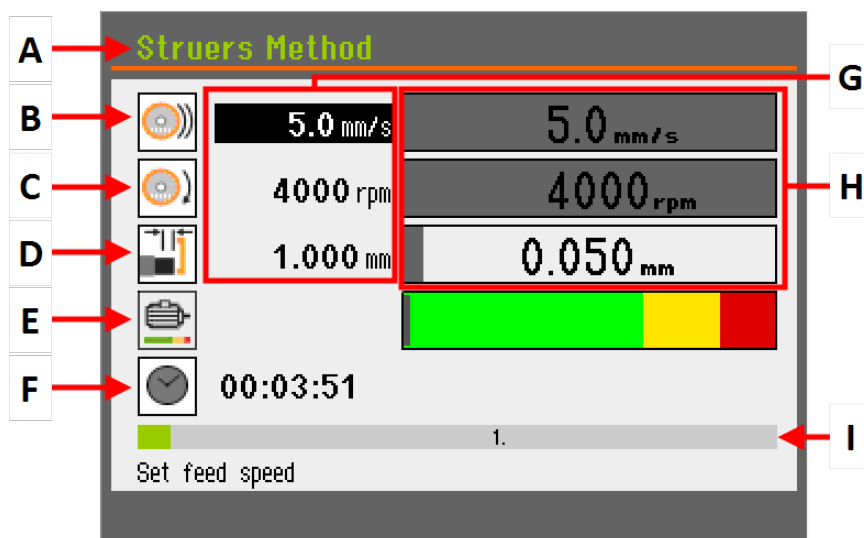 A
Struers Method
G
B
5.0 mm/s
5.0 mm/s
C
4000 rpm
4000 rpm
H
D
1.000 mm
0.050 mm
E
F
00:03:51
1.
I
Set feed speed